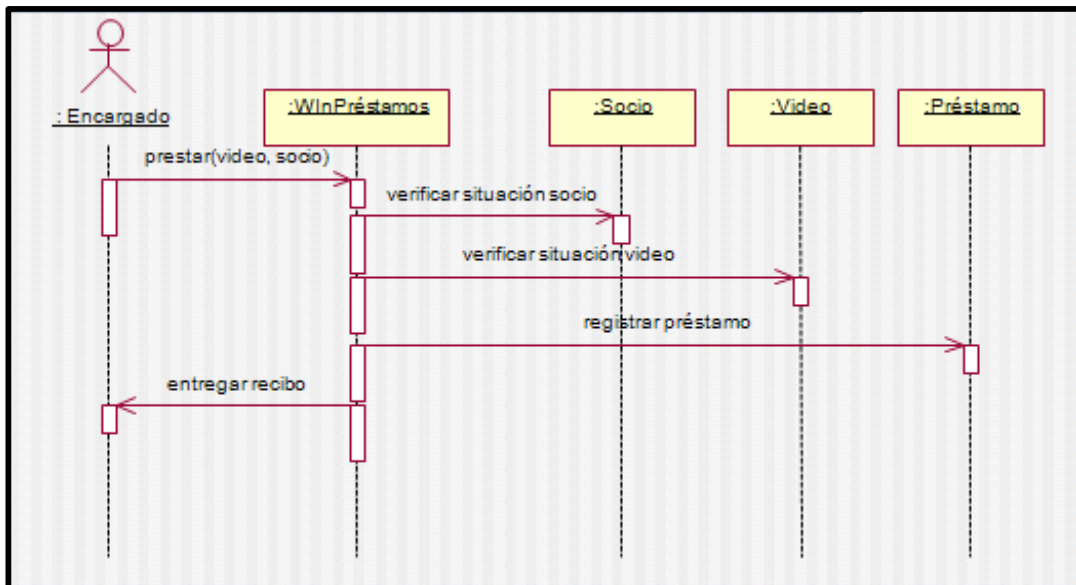 : Encargado
:WInPréstamos
:Socio
:Video
:Préstamo
prestar(video, socio)
verificar situación socio
verificar situación video
registrar préstamo
entregar recibo